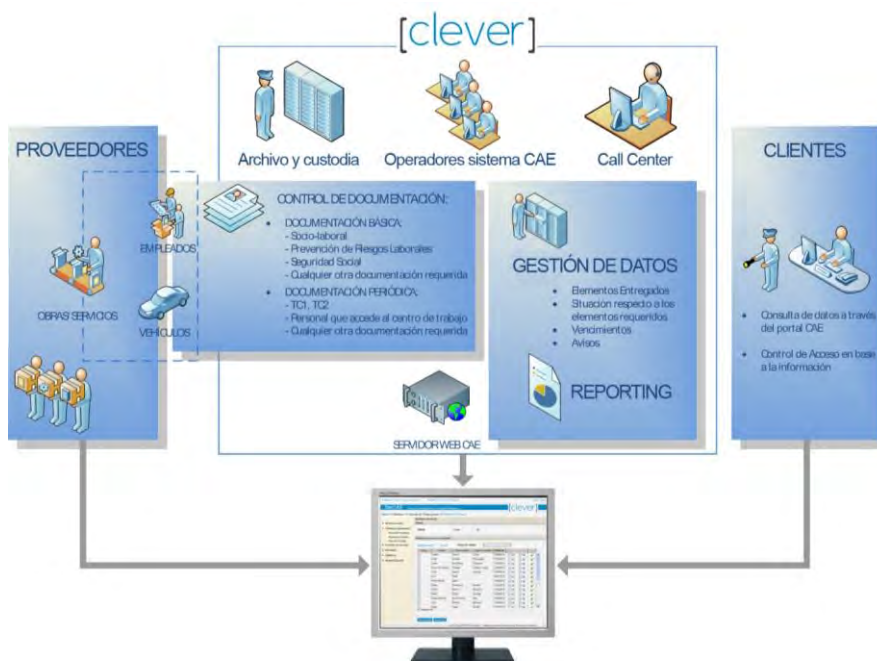 [clever]
Archivo y custodia
Operadores sistema CAE
Call Center
PROVEEDORES
EMPLEADOS
OBRAS/SERVICIOS
VEHÍCULOS
CONTROL DE DOCUMENTACIÓN:
• DOCUMENTACIÓN BÁSICA:
- Socio-laboral
- Prevención de Riesgos Laborales
- Seguridad Social
- Cualquier otra documentación requerida
• DOCUMENTACIÓN PERIÓDICA:
- TC1, TC2
- Personal que accede al centro de trabajo
- Cualquier otra documentación requerida
GESTIÓN DE DATOS
• Elementos Entregados
• Situación respecto a los
elementos requeridos
• Vencimientos
• Avisos
REPORTING
SERVIDOR WEB CAE
CLIENTES
• Consulta de datos a través
del portal CAE
• Control de Acceso en base
a la información
[clever]